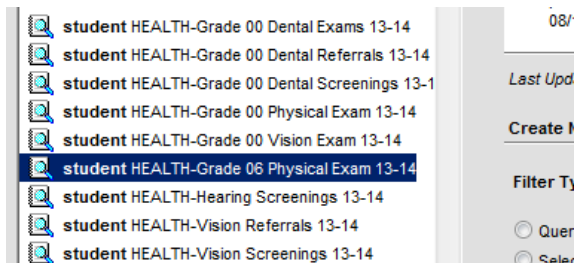 student HEALTH-Grade 00 Dental Exams 13-14
student HEALTH-Grade 00 Dental Referrals 13-14
student HEALTH-Grade 00 Dental Screenings 13-1
student HEALTH-Grade 00 Physical Exam 13-14
student HEALTH-Grade 00 Vision Exam 13-14
student HEALTH-Grade 06 Physical Exam 13-14
student HEALTH-Hearing Screenings 13-14
student HEALTH-Vision Referrals 13-14
student HEALTH-Vision Screenings 13-14
08/
Last Upd
Create
Filter Ty
Quer
Selec